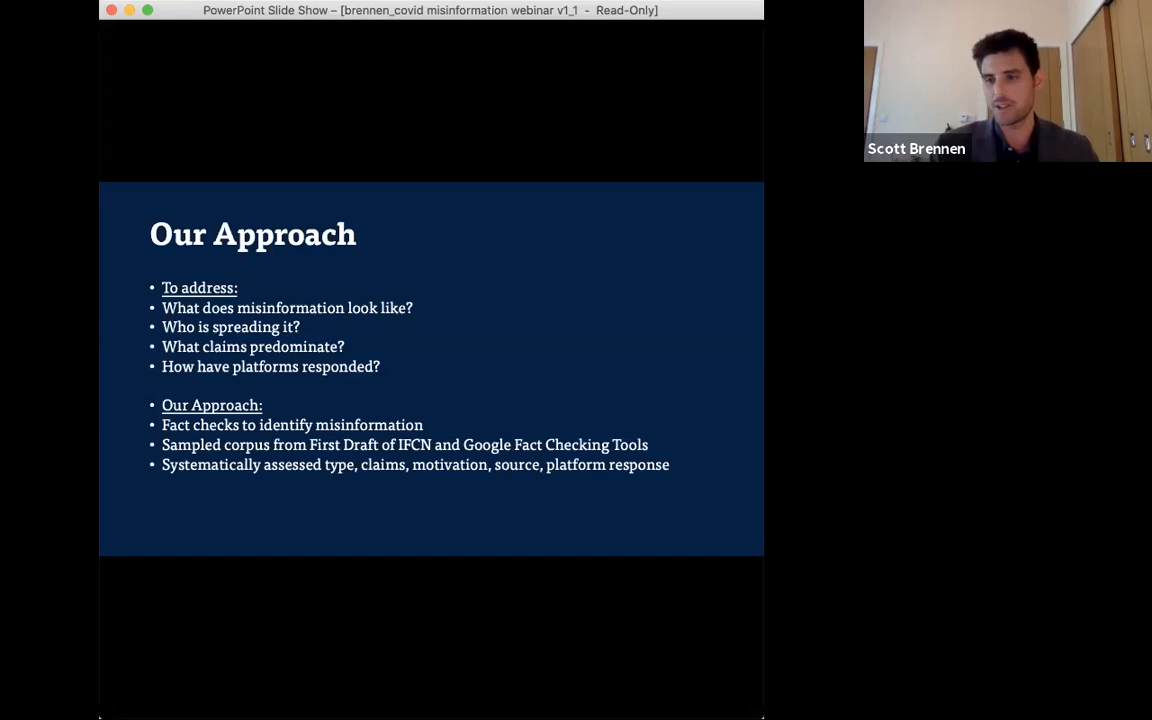 PowerPoint Slide Show – [brennen_covid misinformation webinar v1_1 - Read-Only]
Scott Brennen
Our Approach
• To address:
• What does misinformation look like?
• Who is spreading it?
• What claims predominate?
• How have platforms responded?
• Our Approach:
• Fact checks to identify misinformation
• Sampled corpus from First Draft of IFCN and Google Fact Checking Tools
• Systematically assessed type, claims, motivation, source, platform response